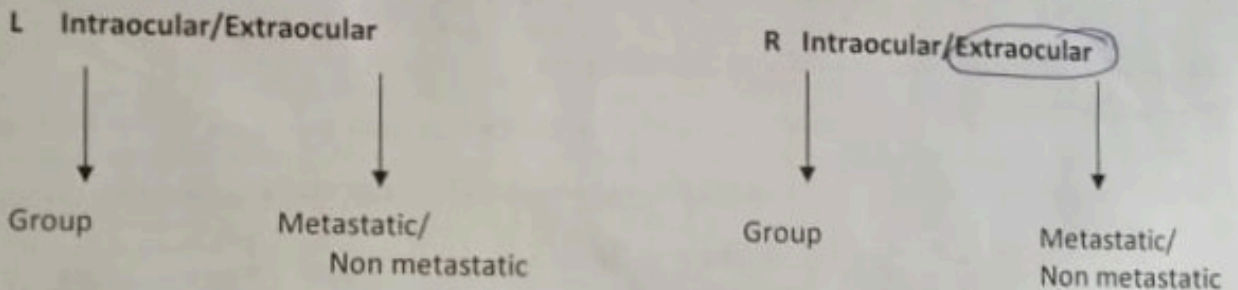 L Intraocular/Extraocular
R Intraocular/Extraocular
Group
Metastatic/
Non metastatic
Group
Metastatic/
Non metastatic